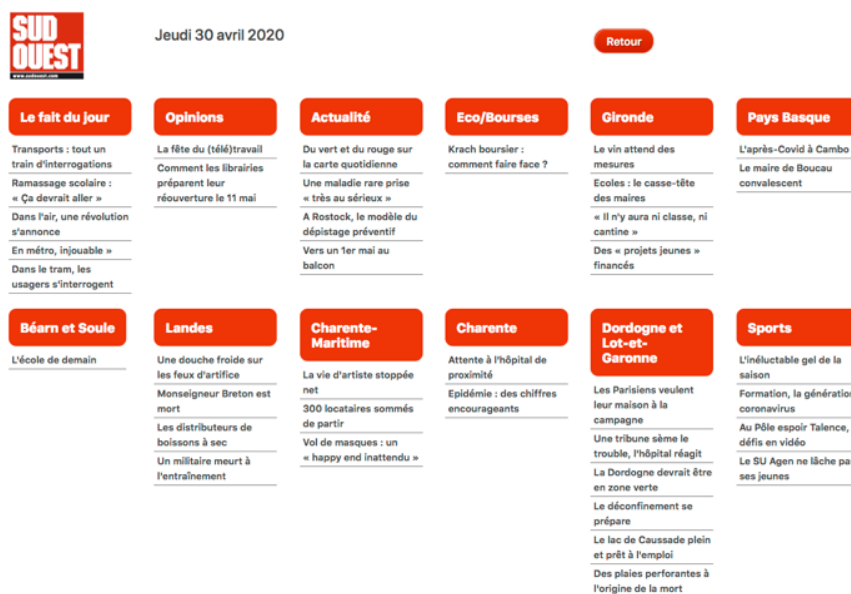 SUD
OUEST
www.sudouest.com
Jeudi 30 avril 2020
Retour
Le fait du jour
Transports : tout un
train d'interrogations
Ramassage scolaire :
« Ça devrait aller »
Dans l'air, une révolution
s'annonce
En métro, injouable »
Dans le tram, les
usagers s'interrogent
Opinions
La fête du (télé)travail
Comment les librairies
préparent leur
réouverture le 11 mai
Actualité
Du vert et du rouge sur
la carte quotidienne
Une maladie rare prise
« très au sérieux »
A Rostock, le modèle du
dépistage préventif
Vers un 1er mai au
balcon
Eco/Bourses
Krach boursier :
comment faire face ?
Gironde
Le vin attend des
mesures
Ecoles : le casse-tête
des maires
« Il n'y aura ni classe, ni
cantine »
Des « projets jeunes »
financés
Pays Basque
L'après-Covid à Cambo
Le maire de Boucau
convalescent
Béarn et Soule
L'école de demain
Landes
Une douche froide sur
les feux d'artifice
Monseigneur Breton est
mort
Les distributeurs de
boissons à sec
Un militaire meurt à
l'entraînement
Charente-
Maritime
La vie d'artiste stoppée
net
300 locataires sommés
de partir
Vol de masques : un
« happy end inattendu »
Charente
Attente à l'hôpital de
proximité
Epidémie : des chiffres
encourageants
Dordogne et
Lot-et-
Garonne
Les Parisiens veulent
leur maison à la
campagne
Une tribune sème le
trouble, l'hôpital réagit
La Dordogne devrait être
en zone verte
Le déconfinement se
prépare
Le lac de Caussade plein
et prêt à l'emploi
Des plaies perforantes à
l'origine de la mort
Sports
L'inéluctable gel de la
saison
Formation, la génération
coronavirus
Au Pôle espoir Talence,
défis en vidéo
Le SU Agen ne lâche pa
ses jeunes